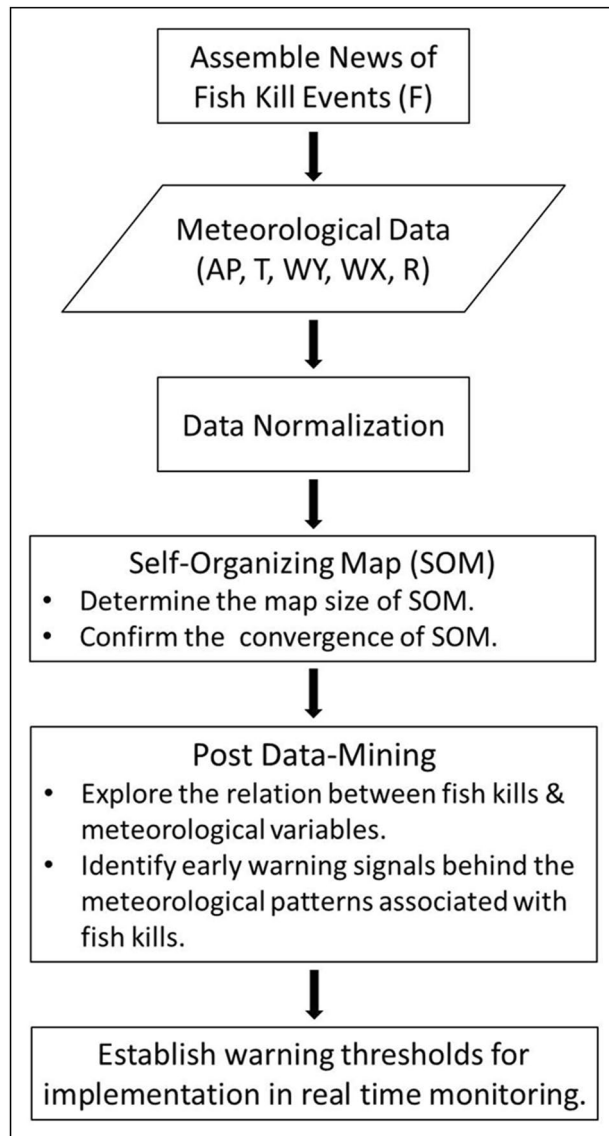 Assemble News of
Fish Kill Events (F)
Meteorological Data
(AP, T, WY, WX, R)
Data Normalization
Self-Organizing Map (SOM)
• Determine the map size of SOM.
• Confirm the convergence of SOM.
Post Data-Mining
• Explore the relation between fish kills &
meteorological variables.
• Identify early warning signals behind the
meteorological patterns associated with
fish kills.
Establish warning thresholds for
implementation in real time monitoring.